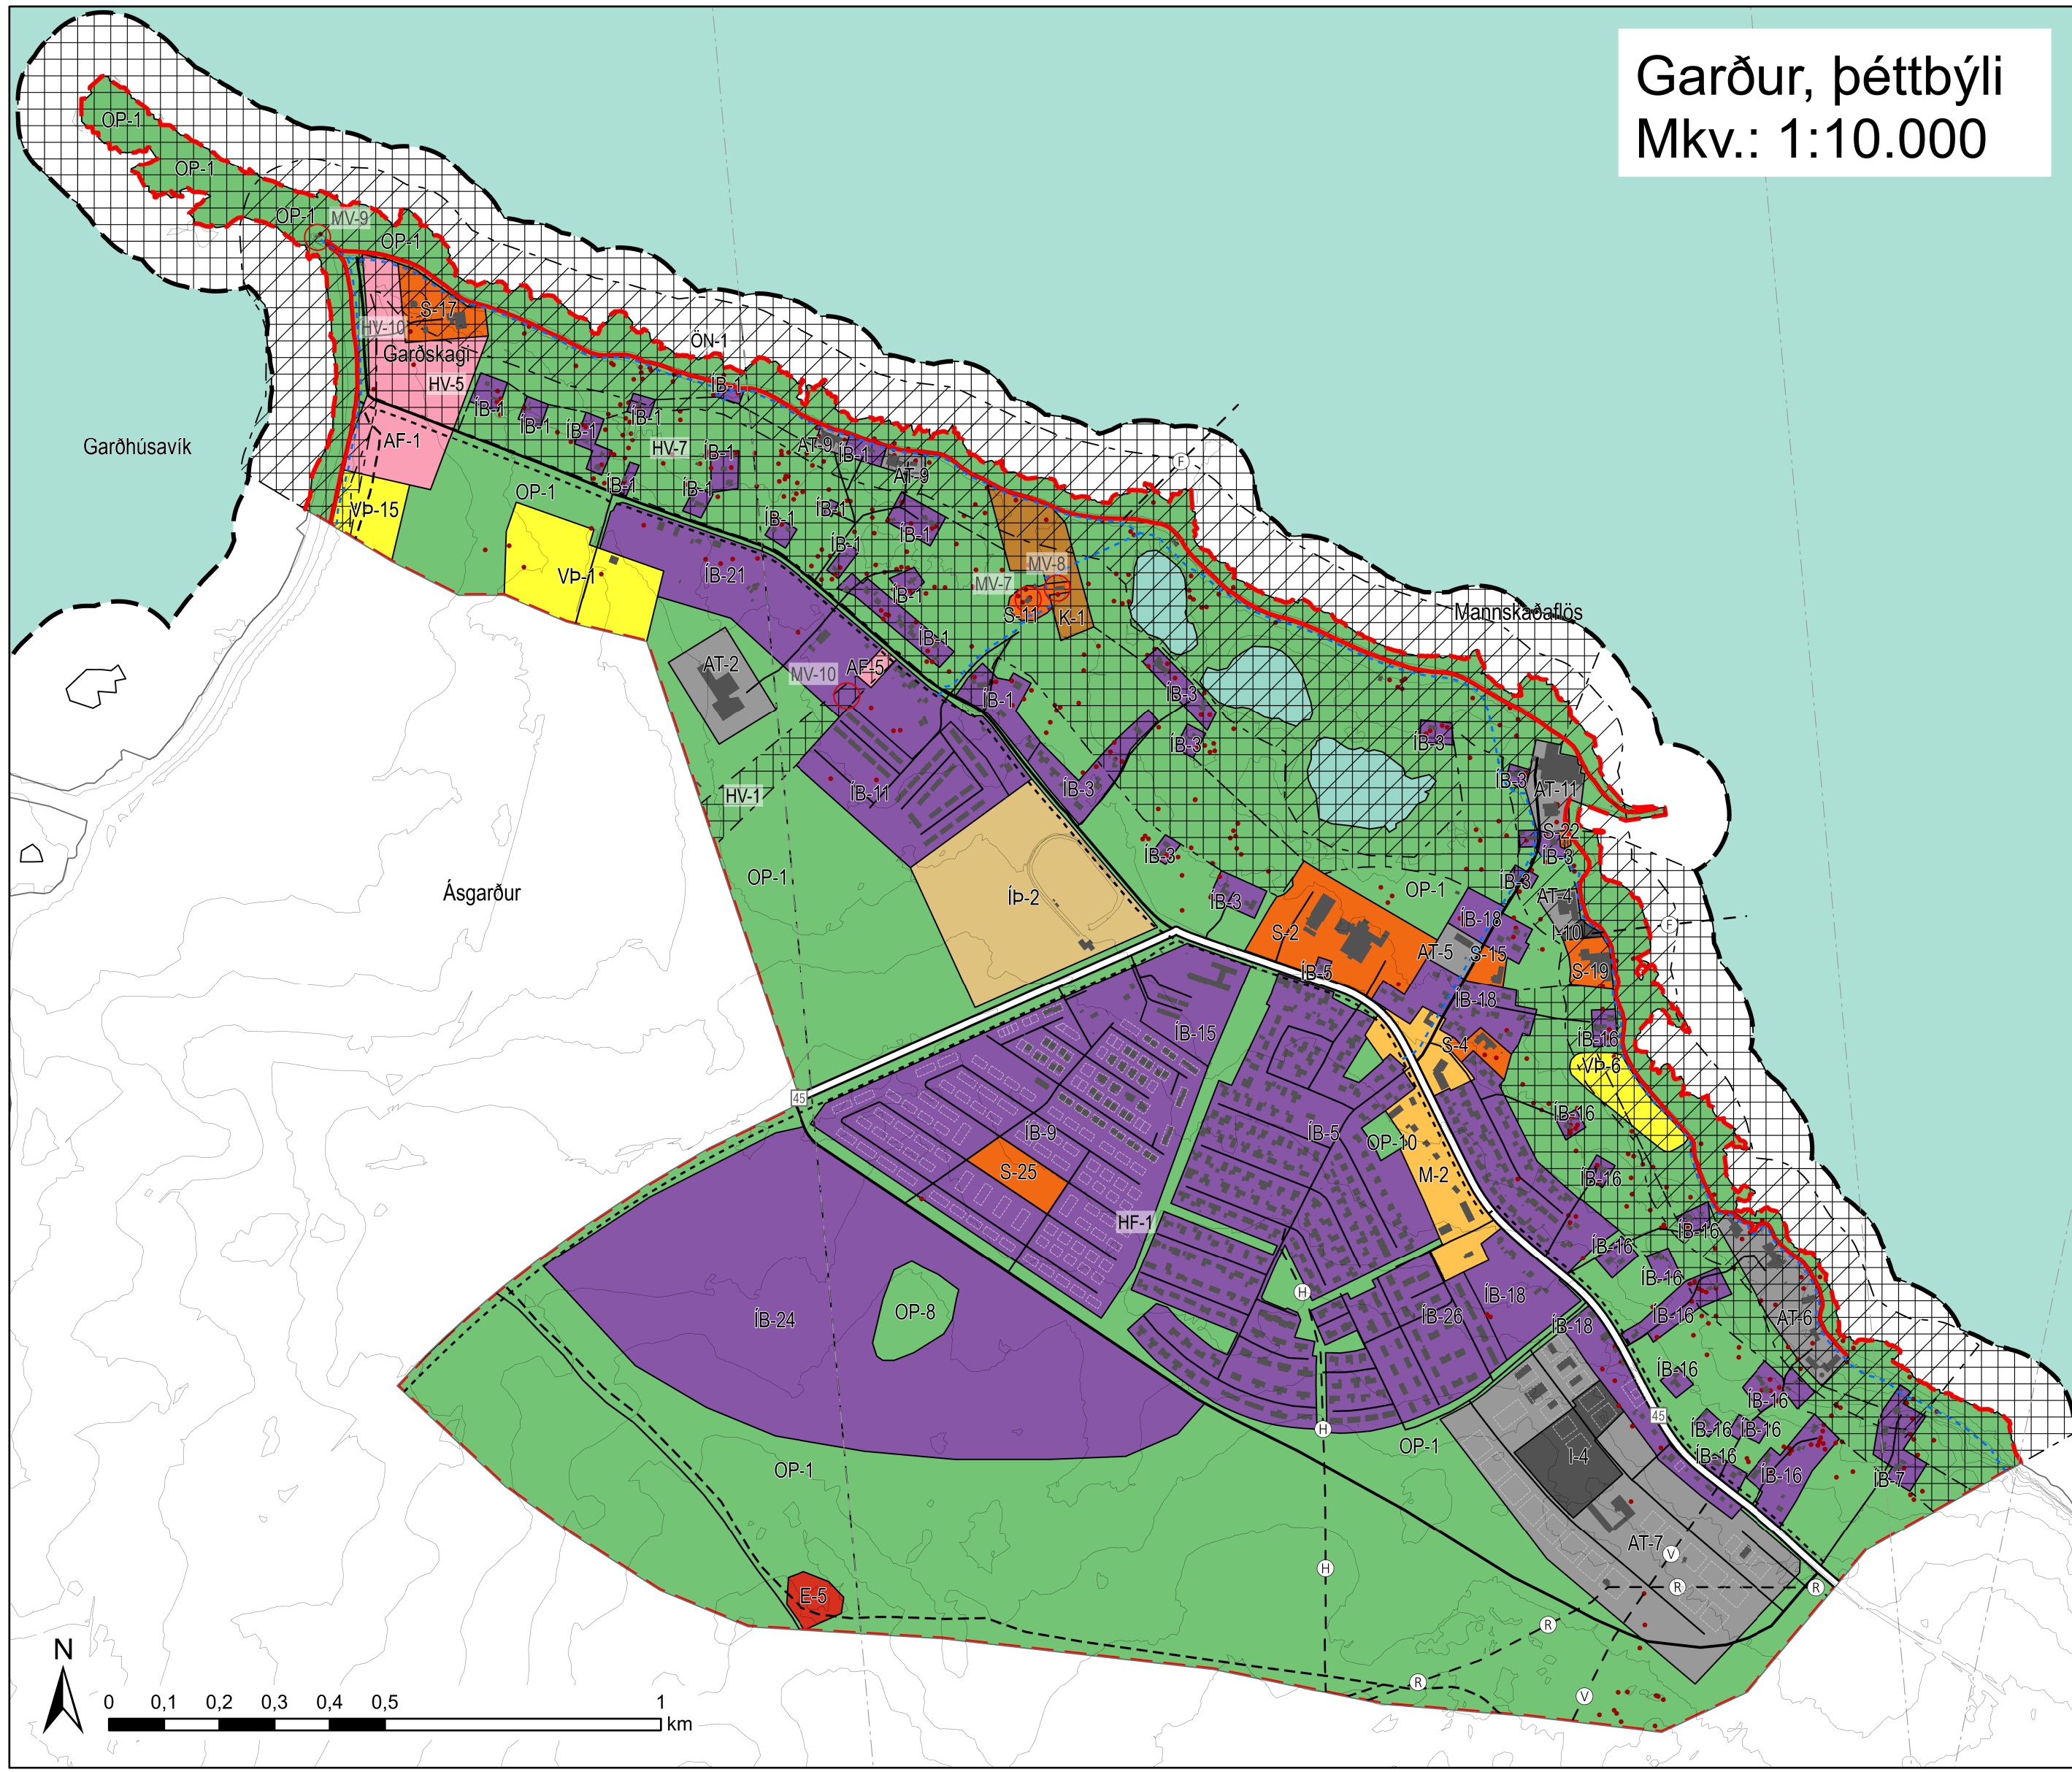 Garður, þéttbýli
Mkv.: 1:10.000
OP-1
OP-1
OP-1
MV-9
OP-1
S-17
HV-10
Garðskagi
HV-5
ÖN-1
ÍB-1
ÍB-1
ÍB-1
ÍB-1
ÍB-1
Garðhúsavík
AF-1
HV-7
ÍB-1
AT-9
ÍB-1
AT-9
F
OP-1
ÍB-1
ÍB-1
VÞ-15
ÍB-1
ÍB-1
ÍB-1
ÍB-1
VÞ-1
ÍB-21
MV-7
MV-8
ÍB-1
S-11
K-1
Mannskaðaflös
ÍB-1
AT-2
MV-10
AF-5
ÍB-1
ÍB-3
ÍB-3
ÍB-3
HV-1
ÍB-11
ÍB-3
ÍB-3
AT-11
S-22
ÍB-3
ÍB-3
OP-1
ÍÞ-2
OP-1
ÍB-3
ÍB-3
AT-4
Ásgarður
ÍB-18
S-2
I-10
F
AT-5
S-15
S-19
ÍB-5
ÍB-18
ÍB-15
S-4
ÍB-16
VÞ-6
45
ÍB-9
ÍB-5
OP-10
ÍB-16
S-25
M-2
ÍB-16
HF-1
ÍB-16
ÍB-16
ÍB-16
H
ÍB-18
OP-8
ÍB-24
ÍB-26
ÍB-18
ÍB-16
AT-6
ÍB-16
ÍB-16
45
H
OP-1
ÍB-16
ÍB-16
ÍB-16
I-4
OP-1
ÍB-16
ÍB-7
AT-7
V
H
R
R
E-5
R
R
V
N
0
0,1
0,2
0,3
0,4
0,5
1
km